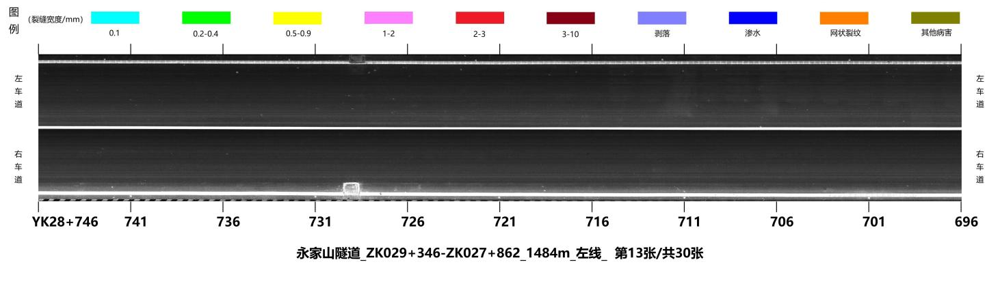 图例
(裂缝宽度/mm)
0.1 0.2-0.4 0.5-0.9 1-2 2-3 3-10 剥落 渗水 网状裂纹 其他病害
左车道 左车道
右车道 右车道
YK28+746 741 736 731 726 721 716 711 706 701 696
永家山隧道_ZK029+346-ZK027+862_1484m_左线_ 第13张/共30张